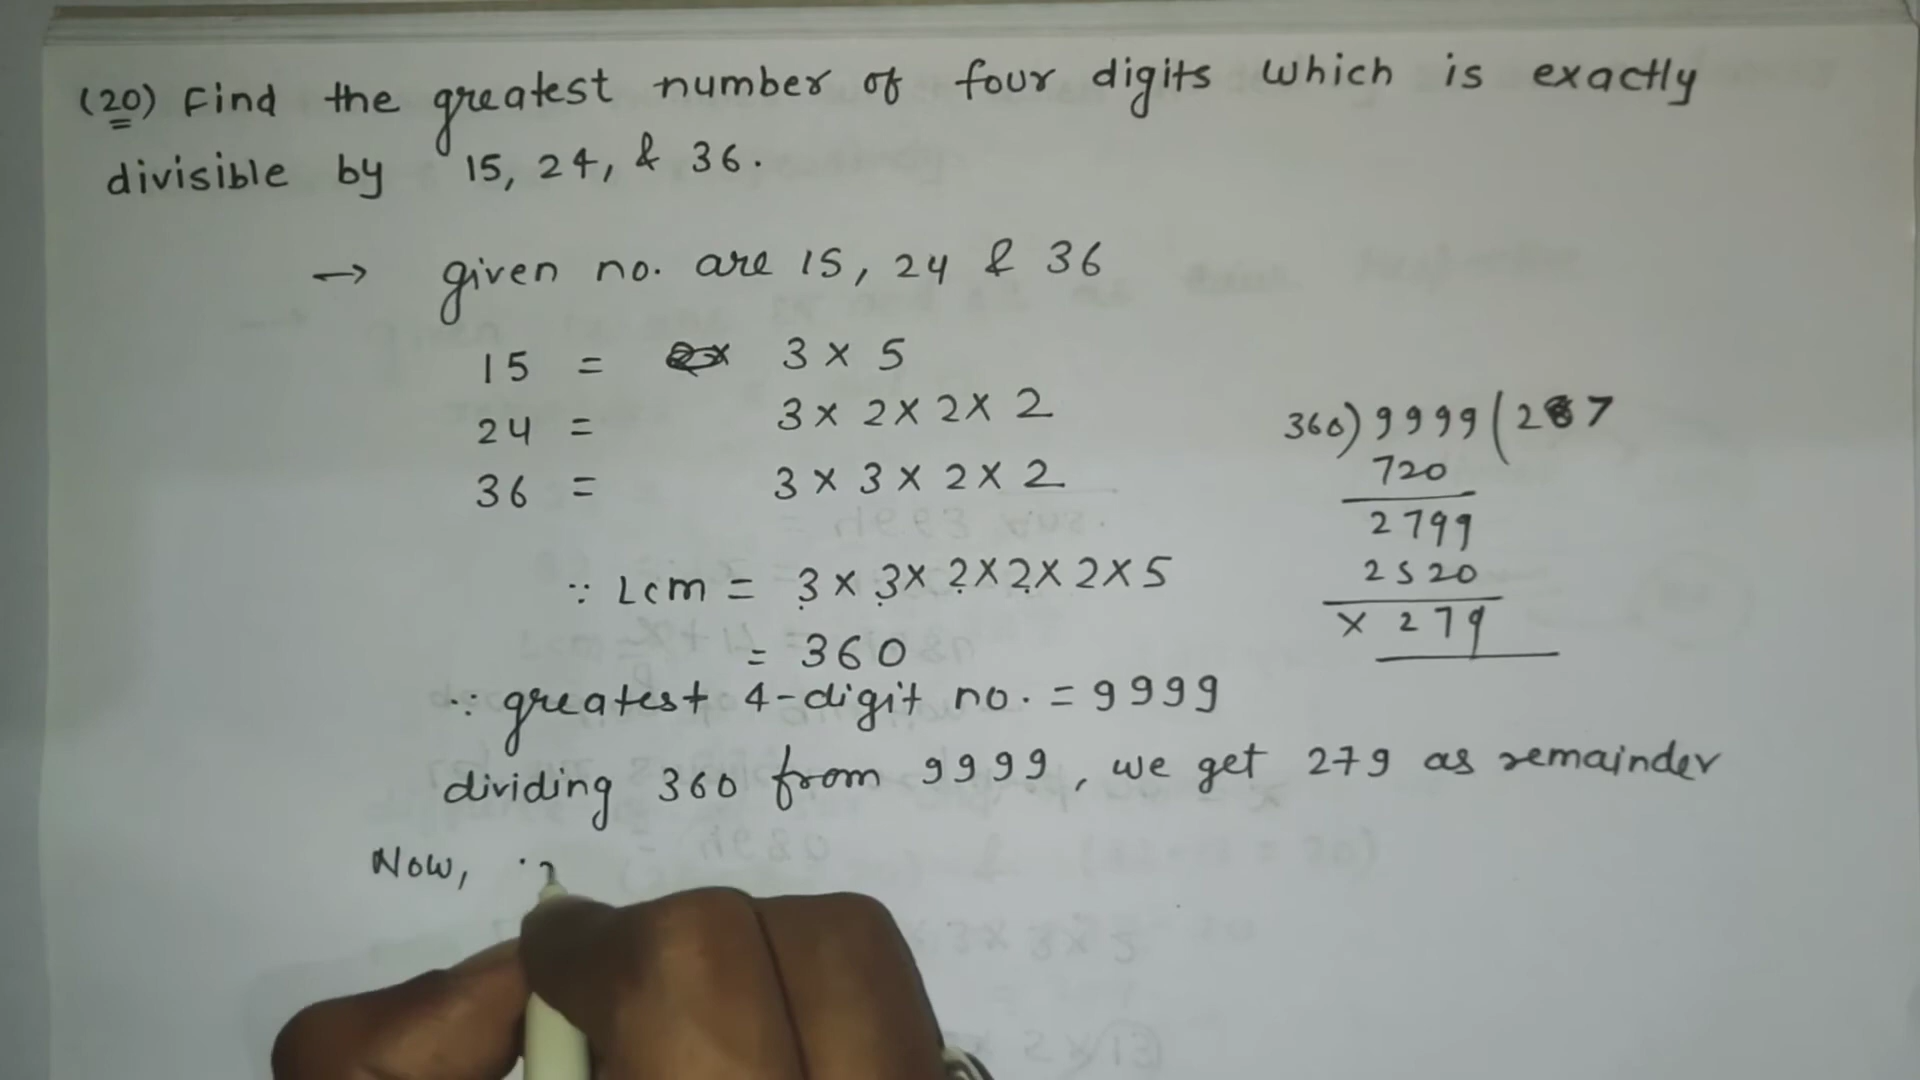 (20) Find the greatest number of four digits which is exactly
divisible by 15, 24, & 36.
→ given no. are 15, 24 & 36
15 = 3 × 5
24 = 3 × 2 × 2 × 2
36 = 3 × 3 × 2 × 2
∵ Lcm = 3 × 3 × 2 × 2 × 2 × 5
= 360
∵ greatest 4-digit no. = 9999
dividing 360 from 9999, we get 279 as remainder
Now,
360) 9999 ( 2 7
720
2799
2520
× 279